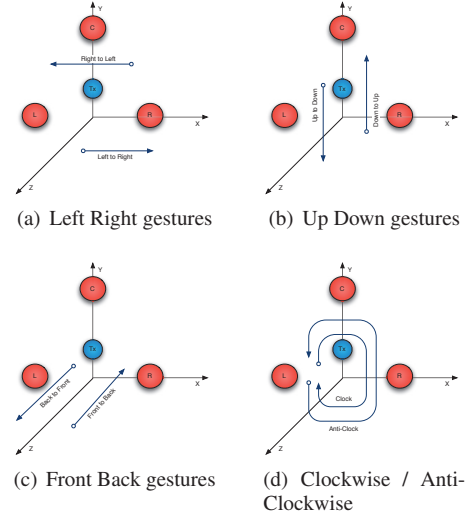 Y
C
Right to Left
Tx
L
R
X
Left to Right
Z
(a) Left Right gestures
Y
C
Up to Down
Tx
Down to Up
L
R
X
Z
(b) Up Down gestures
Y
C
Tx
L
R
X
Back to Front
Front to Back
Z
(c) Front Back gestures
Y
C
Tx
L
R
X
Clock
Anti-Clock
Z
(d) Clockwise / Anti-
Clockwise